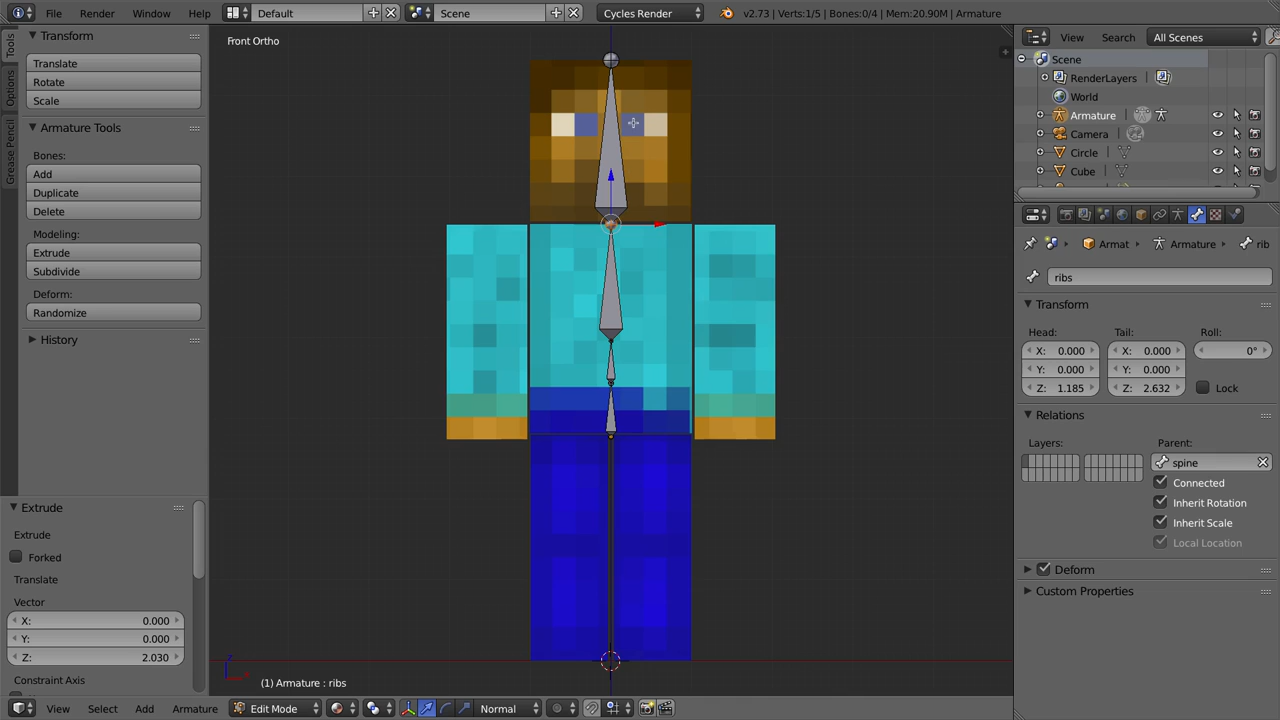 File Render Window Help Default Scene Cycles Render v2.73 | Verts:1/5 | Bones:0/4 | Mem:20.90M | Armature
View Search All Scenes
Tools
Options
Grease Pencil
Transform
Translate
Rotate
Scale
Armature Tools
Bones:
Add
Duplicate
Delete
Modeling:
Extrude
Subdivide
Deform:
Randomize
History
Extrude
Extrude
Forked
Translate
Vector
X: 0.000
Y: 0.000
Z: 2.030
Constraint Axis
Front Ortho
(1) Armature : ribs
View Select Add Armature Edit Mode Normal
Scene
RenderLayers
World
Armature
Camera
Circle
Cube
Armat Armature rib
ribs
Transform
Head: Tail: Roll:
X: 0.000 X: 0.000 0°
Y: 0.000 Y: 0.000
Z: 1.185 Z: 2.632 Lock
Relations
Layers: Parent:
spine
Connected
Inherit Rotation
Inherit Scale
Local Location
Deform
Custom Properties